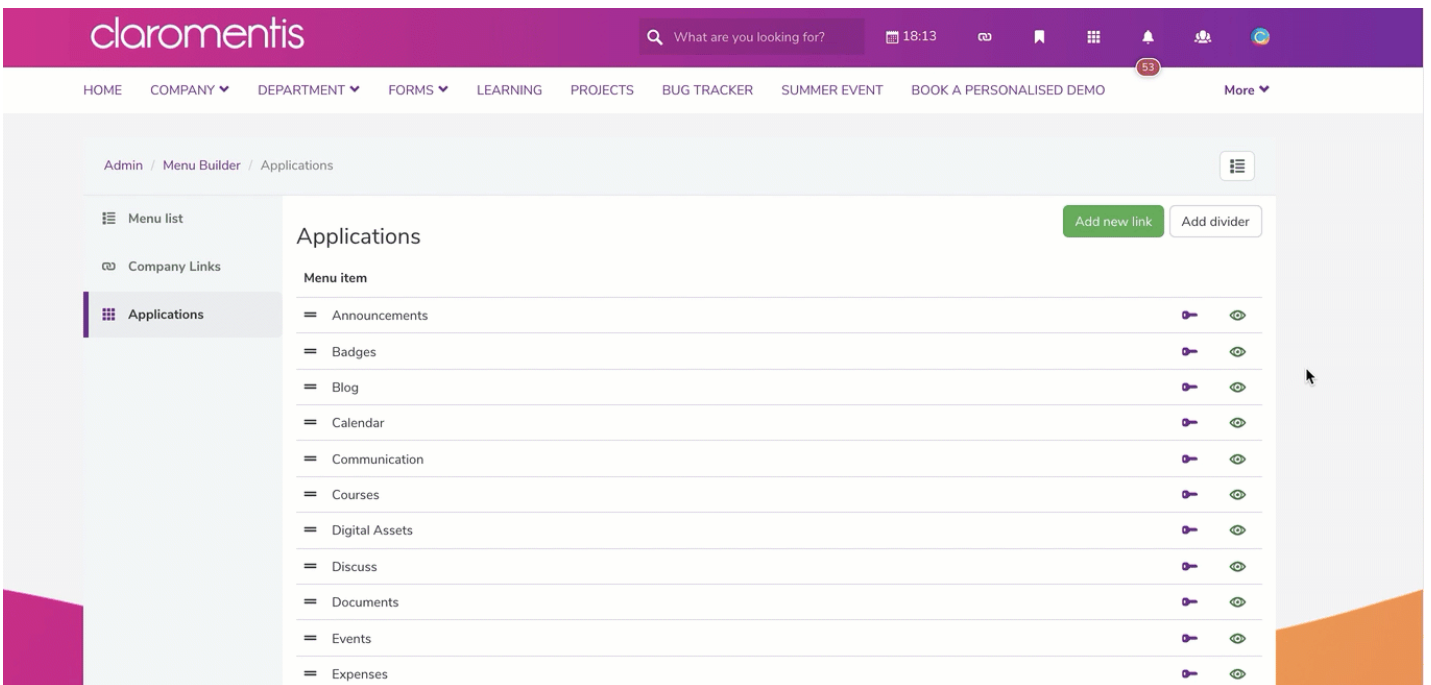 claromentis
What are you looking for?
18:13
53
HOME COMPANY DEPARTMENT FORMS LEARNING PROJECTS BUG TRACKER SUMMER EVENT BOOK A PERSONALISED DEMO More
Admin / Menu Builder / Applications
Menu list
Company Links
Applications
Applications
Add new link
Add divider
Menu item
Announcements
Badges
Blog
Calendar
Communication
Courses
Digital Assets
Discuss
Documents
Events
Expenses